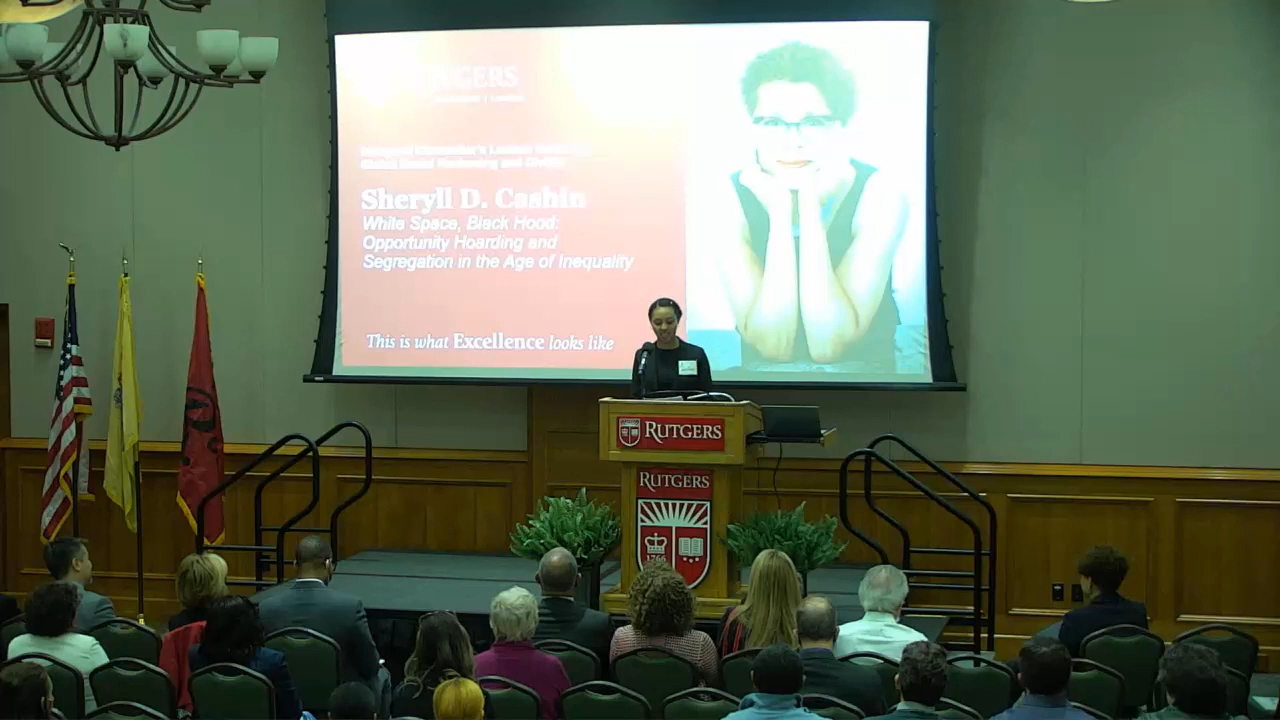 RUTGERS
Sheryll D. Cashin
White Space, Black Hood:
Opportunity Hoarding and
Segregation in the Age of Inequality
This is what Excellence looks like
RUTGERS
RUTGERS
1766